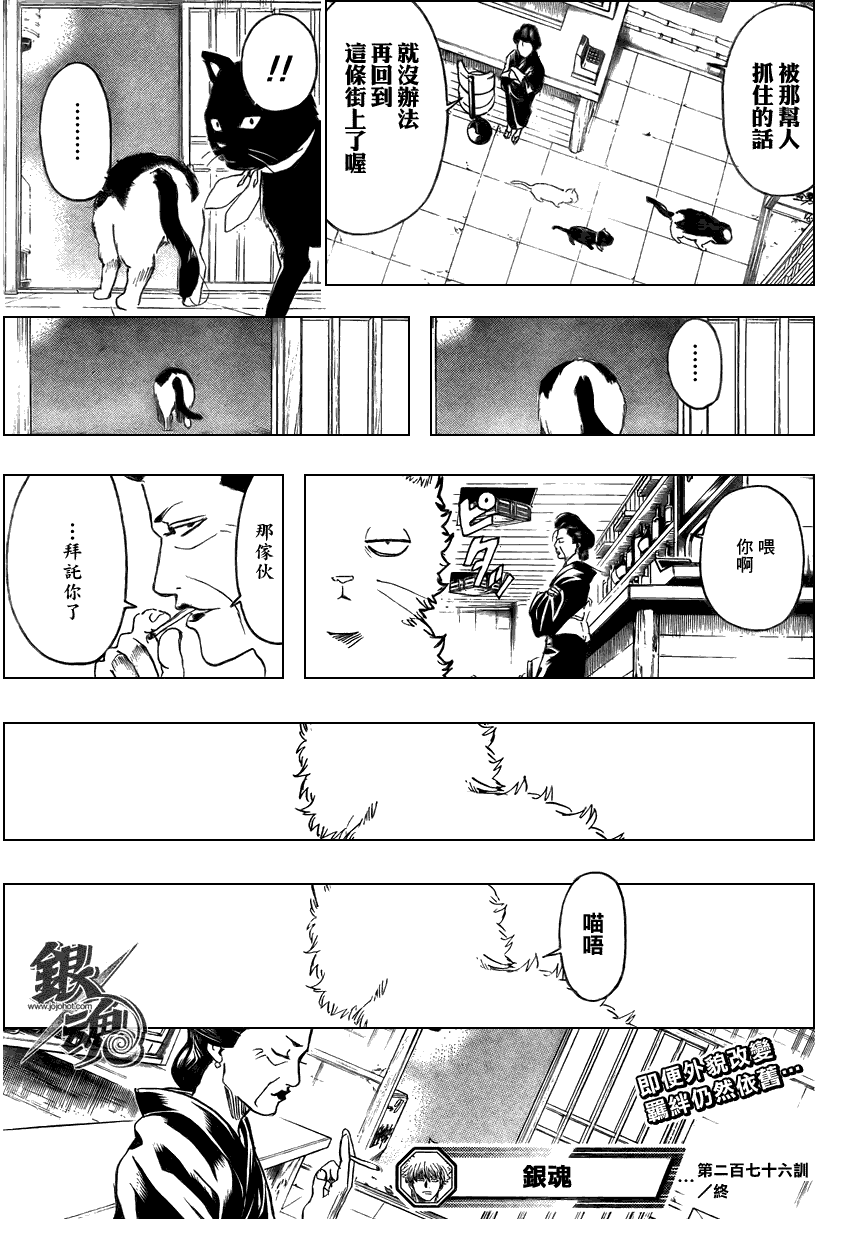 被那幫人
抓住的話
就沒辦法
再回到
這條街上了喔
!!
………
……
喂
你啊
グッ
那傢伙
…拜託你了
喵唔
銀魂
www.jojohot.com
即便外貌改變
羈絆仍然依舊…
銀魂
…第二百七十六訓
／終